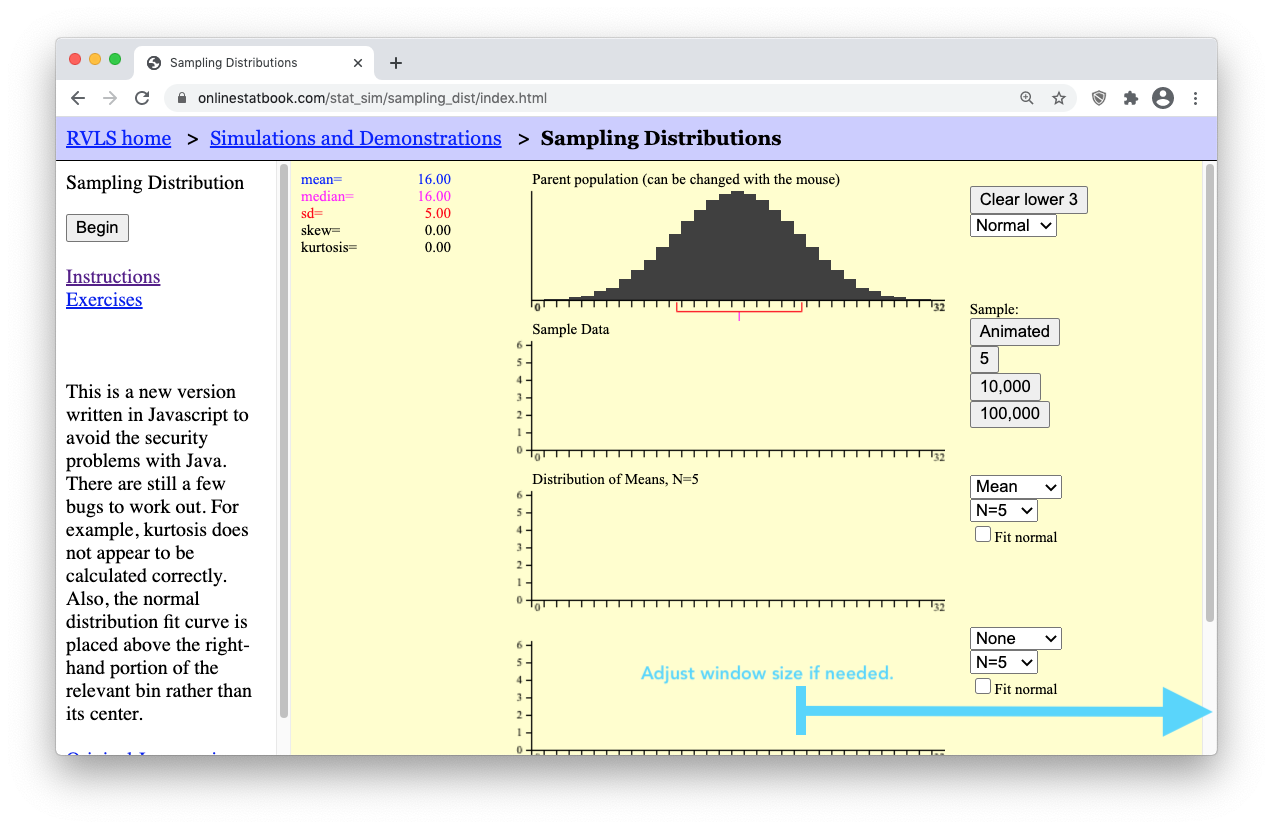 Sampling Distributions
onlinestatbook.com/stat_sim/sampling_dist/index.html
RVLS home > Simulations and Demonstrations > Sampling Distributions
Sampling Distribution
Begin
Instructions
Exercises
This is a new version
written in Javascript to
avoid the security
problems with Java.
There are still a few
bugs to work out. For
example, kurtosis does
not appear to be
calculated correctly.
Also, the normal
distribution fit curve is
placed above the right-
hand portion of the
relevant bin rather than
its center.
mean= 16.00
median= 16.00
sd= 5.00
skew= 0.00
kurtosis= 0.00
Parent population (can be changed with the mouse)
0 32
Clear lower 3
Normal
Sample Data
6
5
4
3
2
1
0
0 32
Sample:
Animated
5
10,000
100,000
Distribution of Means, N=5
6
5
4
3
2
1
0
0 32
Mean
N=5
Fit normal
6
5
4
3
2
1
0
Adjust window size if needed.
None
N=5
Fit normal